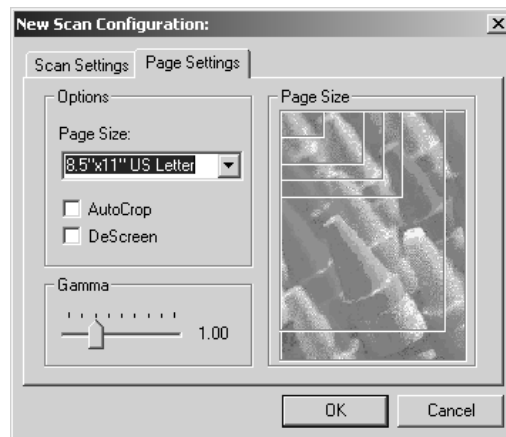 New Scan Configuration:
Scan Settings
Page Settings
Options
Page Size:
8.5"x11" US Letter
AutoCrop
DeScreen
Gamma
1.00
Page Size
OK
Cancel